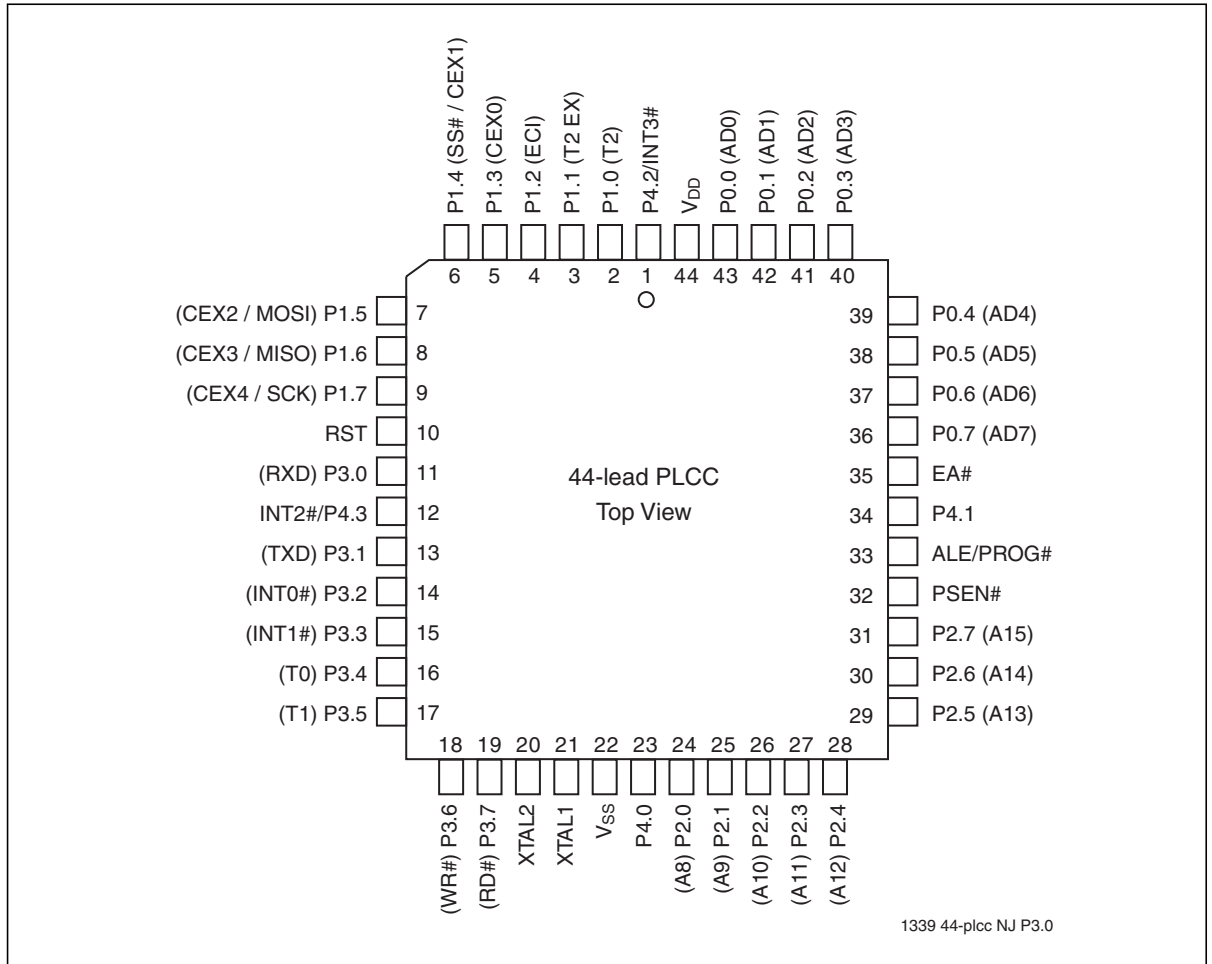 P1.4 (SS# / CEX1)
P1.3 (CEX0)
P1.2 (ECI)
P1.1 (T2 EX)
P1.0 (T2)
P4.2/INT3#
VDD
P0.0 (AD0)
P0.1 (AD1)
P0.2 (AD2)
P0.3 (AD3)
6 5 4 3 2 1 44 43 42 41 40
(CEX2 / MOSI) P1.5 7 39 P0.4 (AD4)
(CEX3 / MISO) P1.6 8 38 P0.5 (AD5)
(CEX4 / SCK) P1.7 9 37 P0.6 (AD6)
RST 10 36 P0.7 (AD7)
(RXD) P3.0 11 35 EA#
44-lead PLCC
INT2#/P4.3 12 34 P4.1
Top View
(TXD) P3.1 13 33 ALE/PROG#
(INT0#) P3.2 14 32 PSEN#
(INT1#) P3.3 15 31 P2.7 (A15)
(T0) P3.4 16 30 P2.6 (A14)
(T1) P3.5 17 29 P2.5 (A13)
18 19 20 21 22 23 24 25 26 27 28
(WR#) P3.6
(RD#) P3.7
XTAL2
XTAL1
VSS
P4.0
(A8) P2.0
(A9) P2.1
(A10) P2.2
(A11) P2.3
(A12) P2.4
1339 44-plcc NJ P3.0